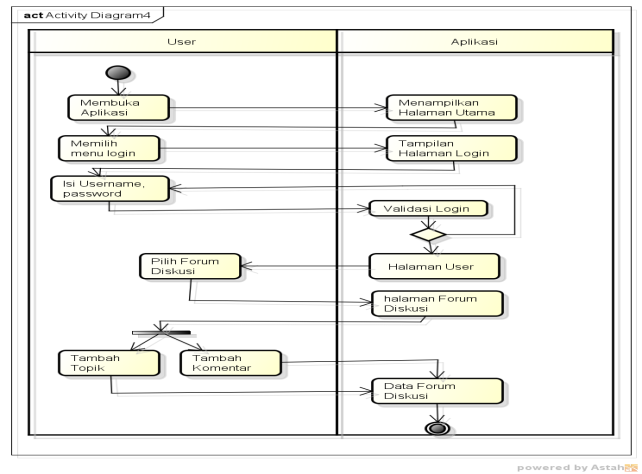 act Activity Diagram4
User
Aplikasi
Membuka
Aplikasi
Menampilkan
Halaman Utama
Memilih
menu login
Tampilan
Halaman Login
Isi Username,
password
Validasi Login
Pilih Forum
Diskusi
Halaman User
halaman Forum
Diskusi
Tambah
Topik
Tambah
Komentar
Data Forum
Diskusi
powered by Astah